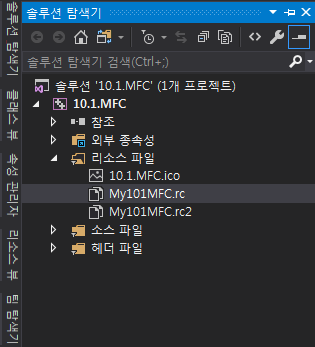 솔루션 탐색기
솔루션 탐색기 검색(Ctrl+;)
솔루션 '10.1.MFC' (1개 프로젝트)
10.1.MFC
참조
외부 종속성
리소스 파일
10.1.MFC.ico
My101MFC.rc
My101MFC.rc2
소스 파일
헤더 파일
솔루션 탐색기
클래스 뷰
속성 관리자
리소스 뷰
팀 탐색기